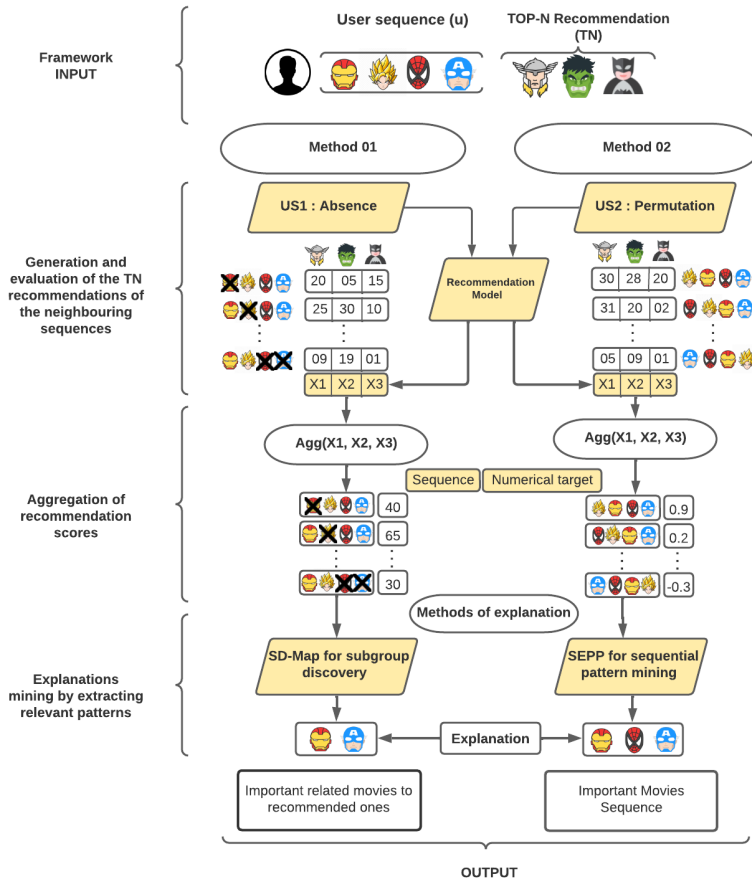 User sequence (u)
TOP-N Recommendation
(TN)
Framework
INPUT
Method 01
Method 02
US1 : Absence
US2 : Permutation
Generation and
evaluation of the TN
recommendations of
the neighbouring
sequences
Recommendation
Model
20 05 15
25 30 10
09 19 01
X1 X2 X3
30 28 20
31 20 02
05 09 01
X1 X2 X3
Agg(X1, X2, X3)
Agg(X1, X2, X3)
Aggregation of
recommendation
scores
Sequence
Numerical target
40
65
30
0.9
0.2
-0.3
Methods of explanation
Explanations
mining by extracting
relevant patterns
SD-Map for subgroup
discovery
SEPP for sequential
pattern mining
Explanation
Important related movies to
recommended ones
Important Movies
Sequence
OUTPUT